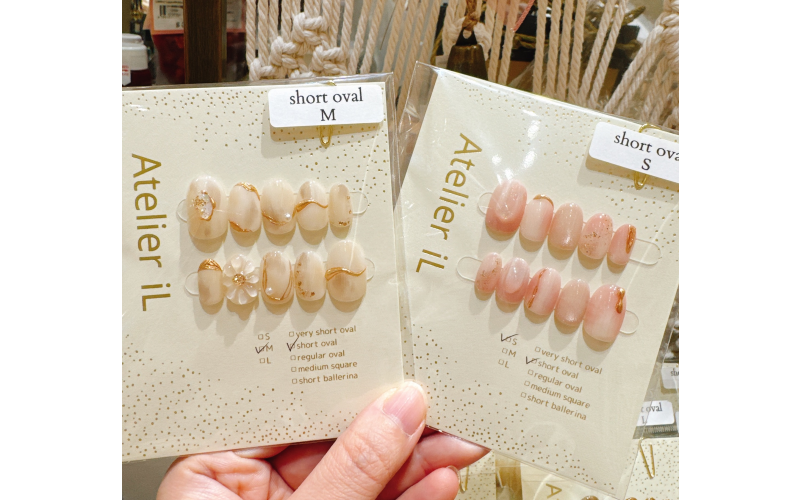 short oval
M
Atelier iL
S
M
L
very short oval
short oval
regular oval
medium square
short ballerina
short ova
S
Atelier iL
S
M
L
very short oval
short oval
regular oval
medium square
short ballerina
oval
A